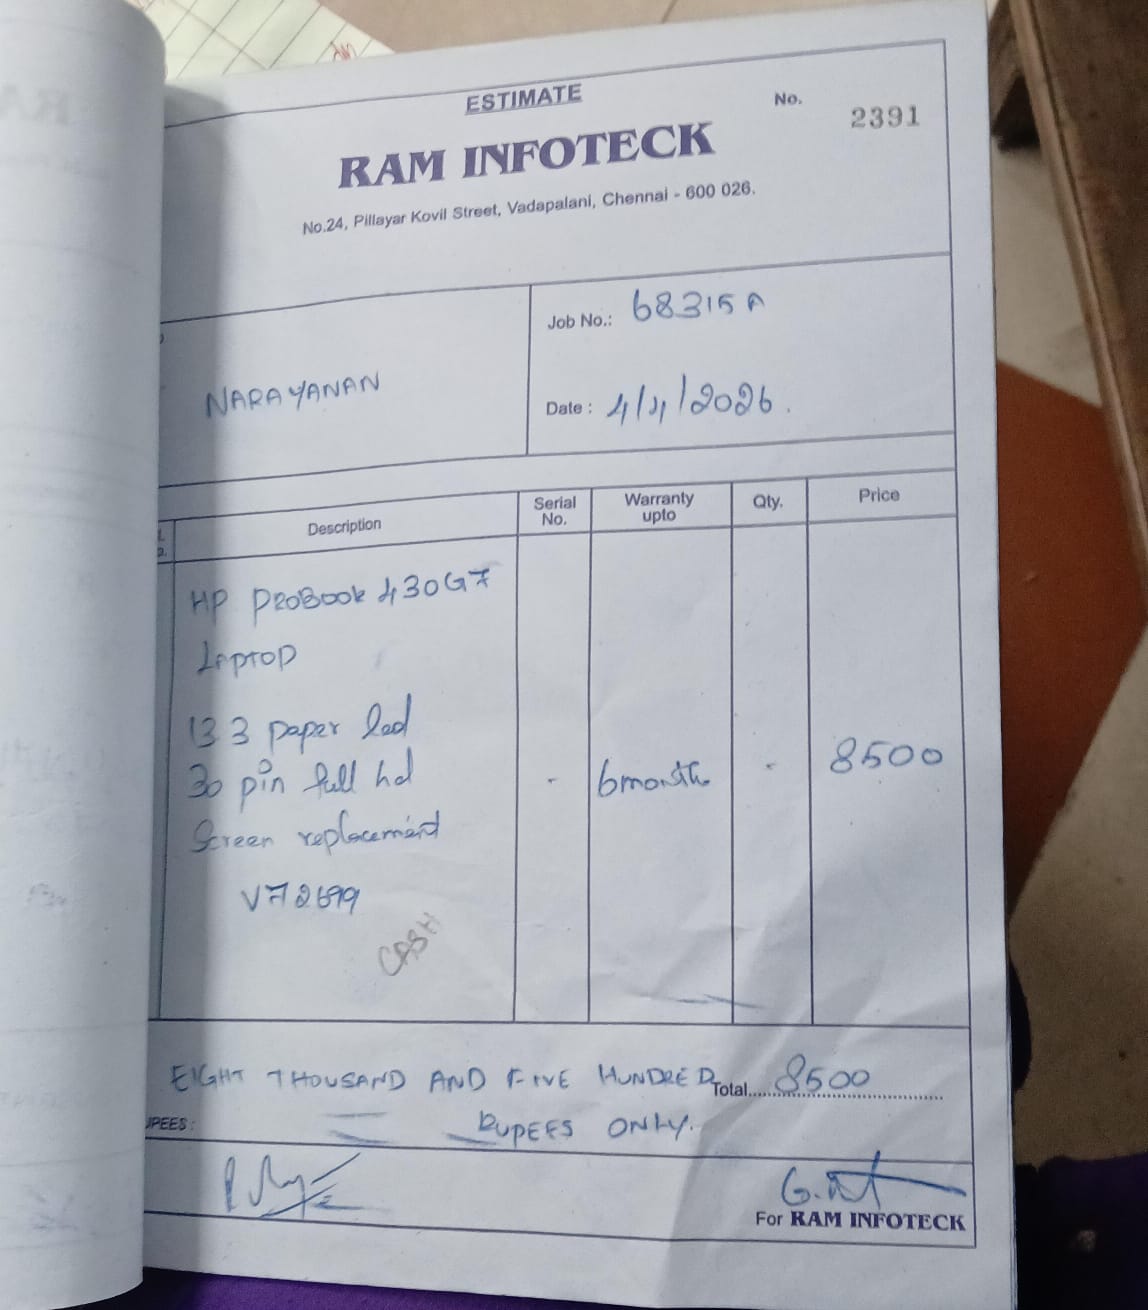 ESTIMATE
No. 2391
RAM INFOTECK
No.24, Pillayar Kovil Street, Vadapalani, Chennai - 600 026.
Job No.: 68315A
NARAYANAN
Date : 4/4/2026.
Description Serial No. Warranty upto Qty. Price
HP PROBOOK 430G7
LAPTOP
13 3 paper led
30 pin full hd - 6month - 8500
Screen replacement
CASH
EIGHT THOUSAND AND FIVE HUNDRED Total 8500
UPEES : RUPEES ONLY.
For RAM INFOTECK